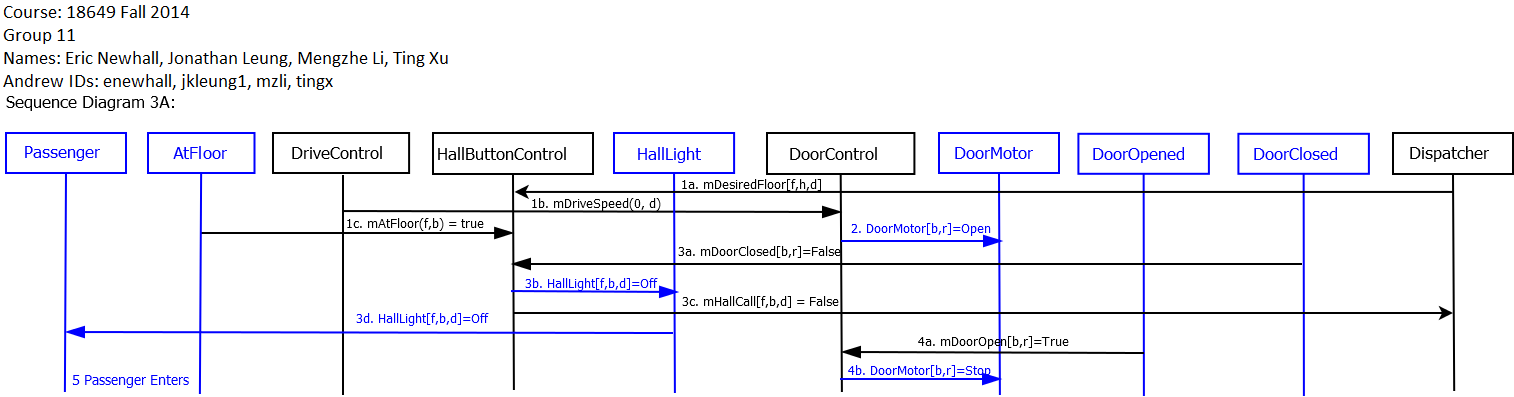 Course: 18649 Fall 2014
Group 11
Names: Eric Newhall, Jonathan Leung, Mengzhe Li, Ting Xu
Andrew IDs: enewhall, jkleung1, mzli, tingx
Sequence Diagram 3A:
Passenger AtFloor DriveControl HallButtonControl HallLight DoorControl DoorMotor DoorOpened DoorClosed Dispatcher
1a. mDesiredFloor[f,h,d]
1b. mDriveSpeed(0, d)
1c. mAtFloor(f,b) = true
2. DoorMotor[b,r]=Open
3a. mDoorClosed[b,r]=False
3b. HallLight[f,b,d]=Off
3c. mHallCall[f,b,d] = False
3d. HallLight[f,b,d]=Off
4a. mDoorOpen[b,r]=True
4b. DoorMotor[b,r]=Stop
5 Passenger Enters